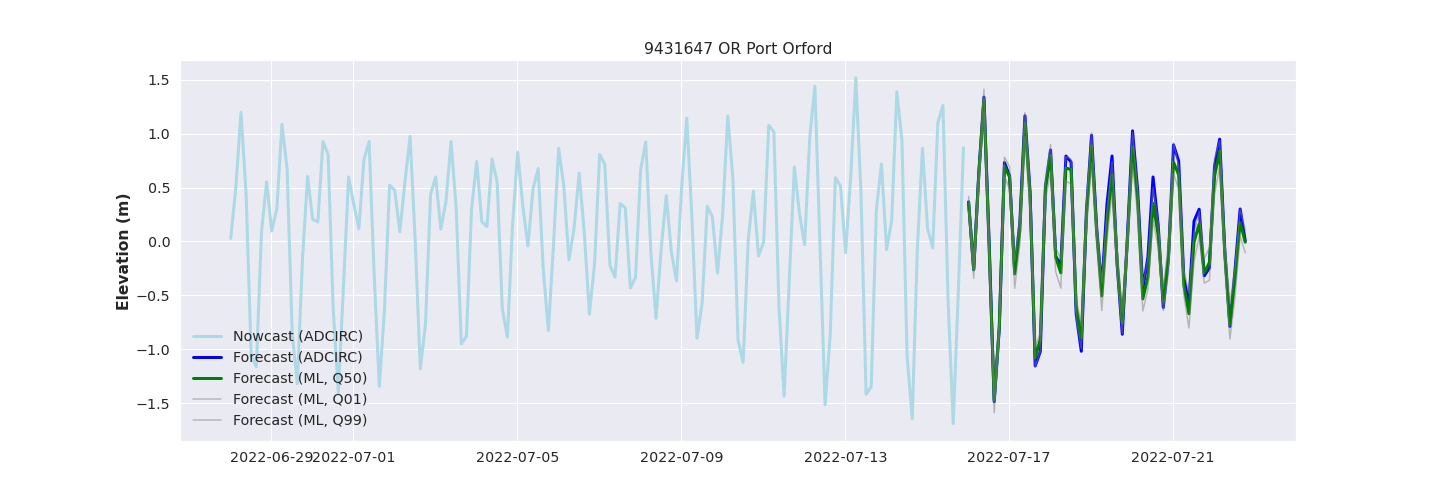 9431647 OR Port Orford
1.5
1.0
0.5
0.0
−0.5
−1.0
−1.5
Elevation (m)
Nowcast (ADCIRC)
Forecast (ADCIRC)
Forecast (ML, Q50)
Forecast (ML, Q01)
Forecast (ML, Q99)
2022-06-29 2022-07-01 2022-07-05 2022-07-09 2022-07-13 2022-07-17 2022-07-21